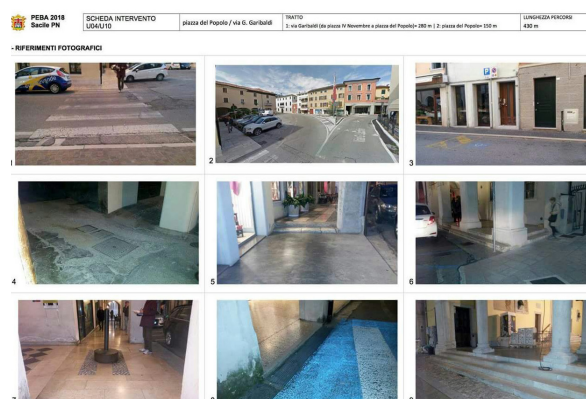 PEBA 2018
Sacile PN
SCHEDA INTERVENTO
U04/U10
piazza del Popolo / via G. Garibaldi
TRATTO
1: via Garibaldi (da piazza IV Novembre a piazza del Popolo)= 280 m | 2: piazza del Popolo= 150 m
LUNGHEZZA PERCORSI
430 m
- RIFERIMENTI FOTOGRAFICI
1
2
3
4
5
6